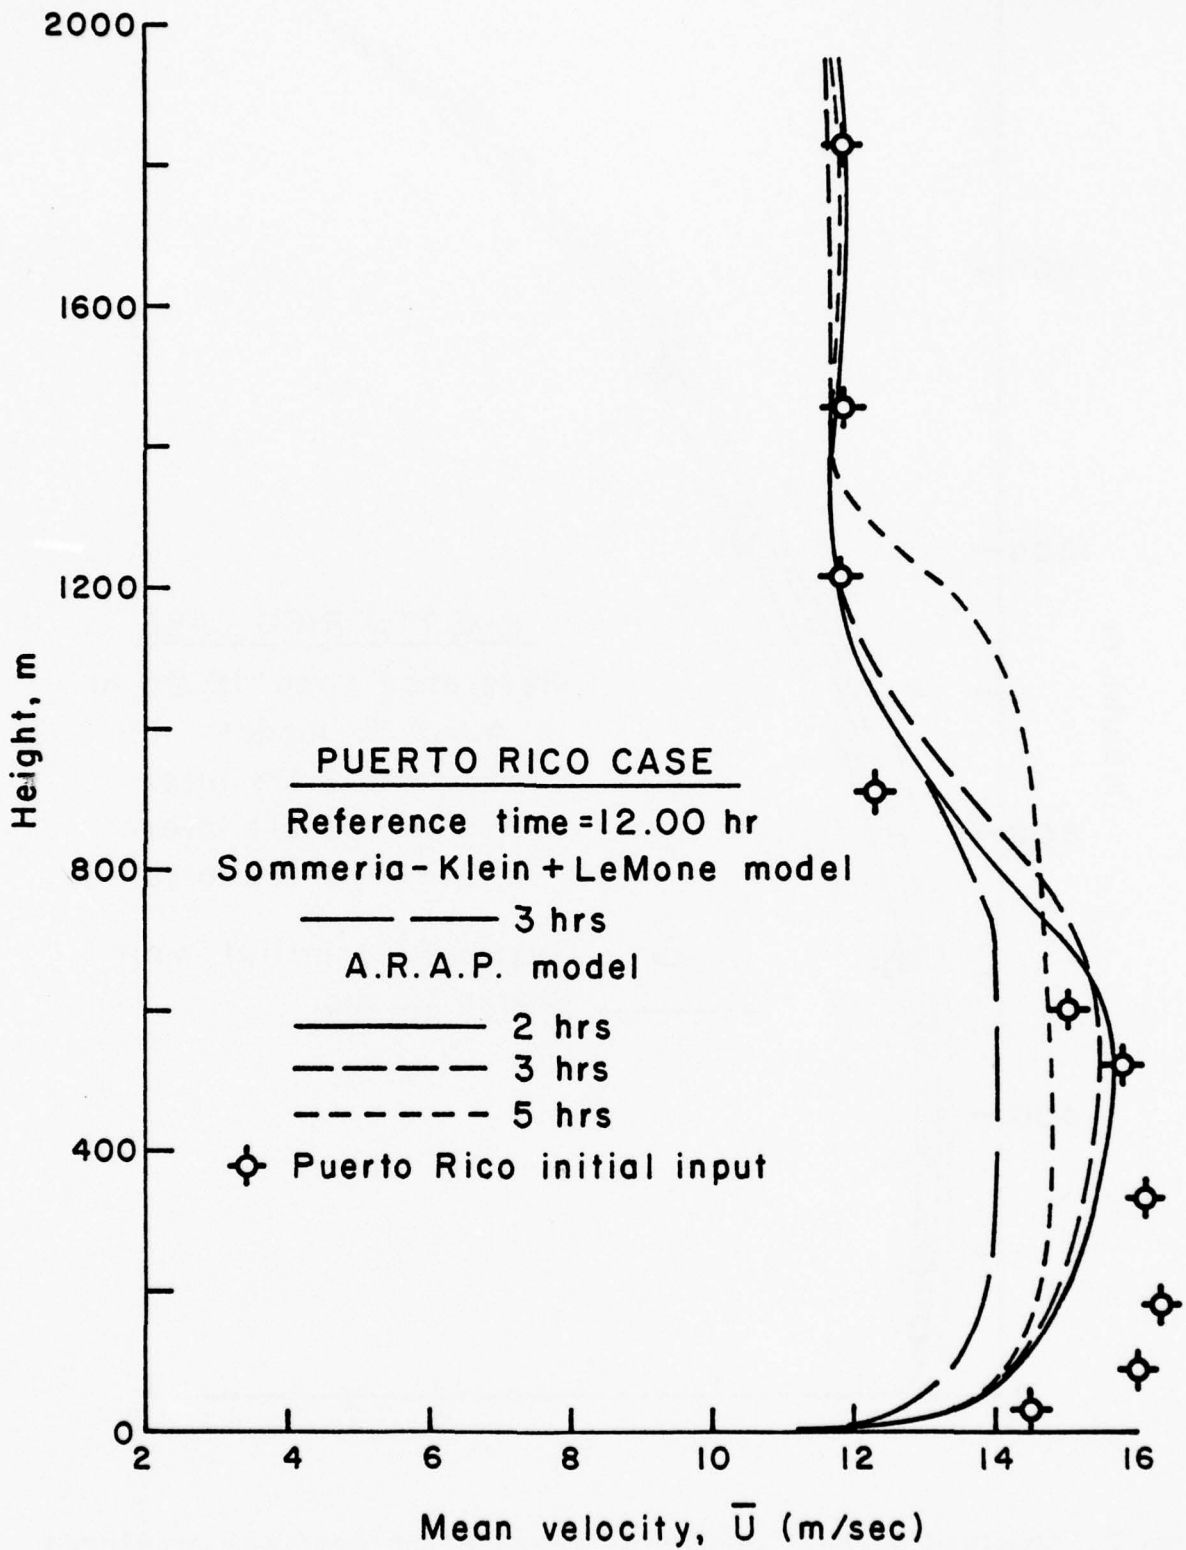 2000
1600
1200
800
400
0
Height, m
PUERTO RICO CASE
Reference time=12.00 hr
Sommeria-Klein+LeMone model
3 hrs
A.R.A.P. model
2 hrs
3 hrs
5 hrs
Puerto Rico initial input
2 4 6 8 10 12 14 16
Mean velocity, U̅ (m/sec)